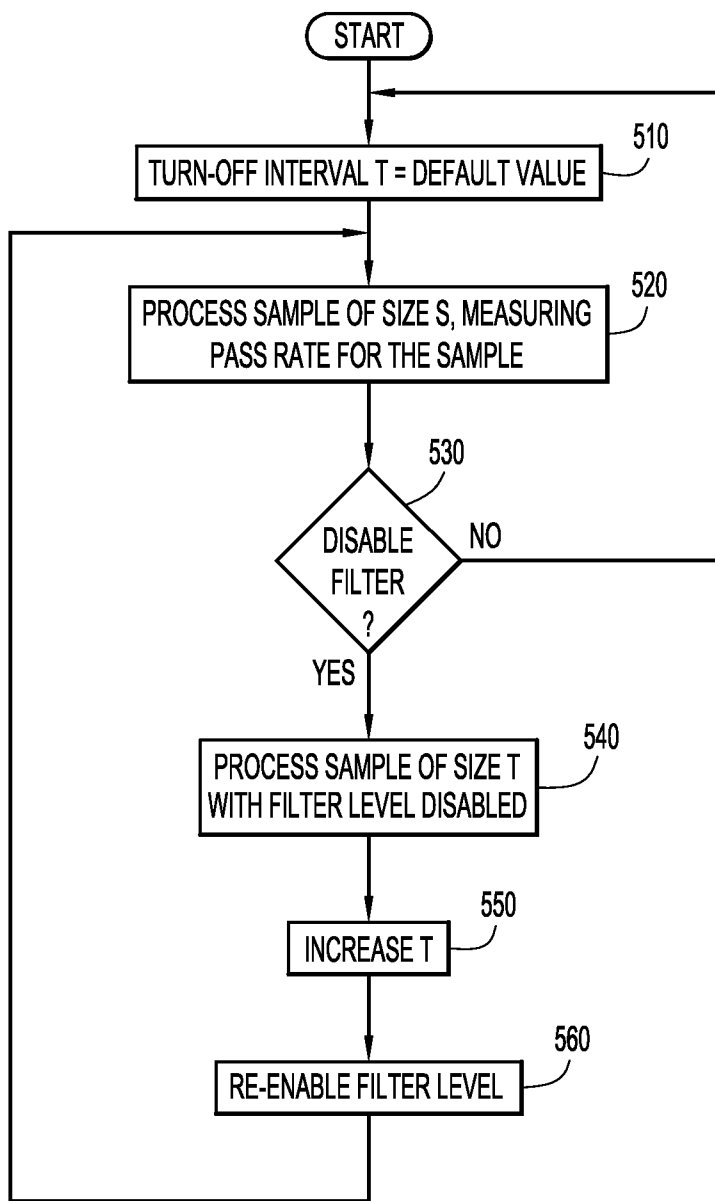 START
510
TURN-OFF INTERVAL T = DEFAULT VALUE
520
PROCESS SAMPLE OF SIZE S, MEASURING
PASS RATE FOR THE SAMPLE
530
DISABLE
FILTER
?
NO
YES
540
PROCESS SAMPLE OF SIZE T
WITH FILTER LEVEL DISABLED
550
INCREASE T
560
RE-ENABLE FILTER LEVEL